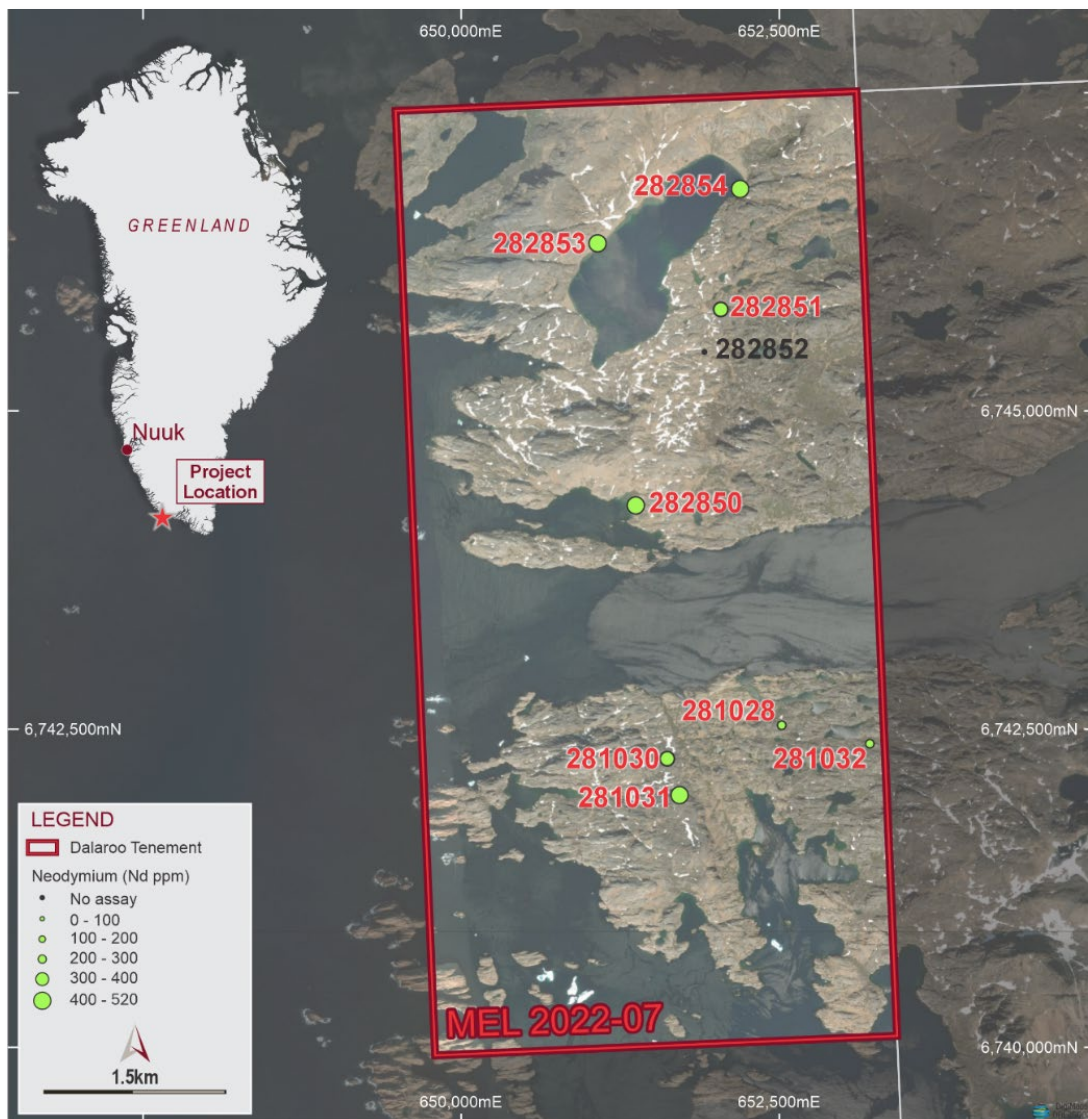 650,000mE
652,500mE
GREENLAND
Nuuk
Project
Location
282854
282853
282851
282852
6,745,000mN
282850
281028
6,742,500mN
6,742,500mN
281030
281032
281031
LEGEND
Dalaroo Tenement
Neodymium (Nd ppm)
No assay
0 - 100
100 - 200
200 - 300
300 - 400
400 - 520
1.5km
MEL 2022-07
6,740,000mN
650,000mE
652,500mE